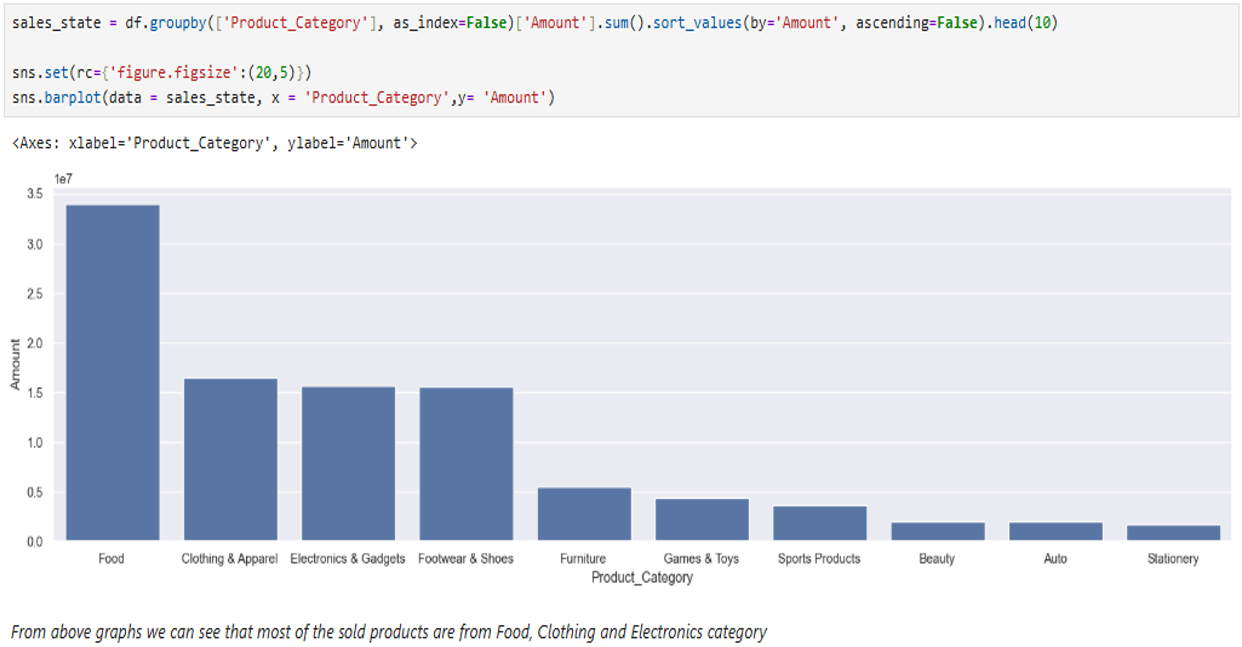 sales_state = df.groupby(['Product_Category'], as_index=False)['Amount'].sum().sort_values(by='Amount', ascending=False).head(10)
sns.set(rc={'figure.figsize':(20,5)})
sns.barplot(data = sales_state, x = 'Product_Category',y= 'Amount')
<Axes: xlabel='Product_Category', ylabel='Amount'>
1e7
3.5
3.0
2.5
2.0
1.5
1.0
0.5
0.0
Amount
Food Clothing & Apparel Electronics & Gadgets Footwear & Shoes Furniture Games & Toys Sports Products Beauty Auto Stationery
Product_Category
From above graphs we can see that most of the sold products are from Food, Clothing and Electronics category